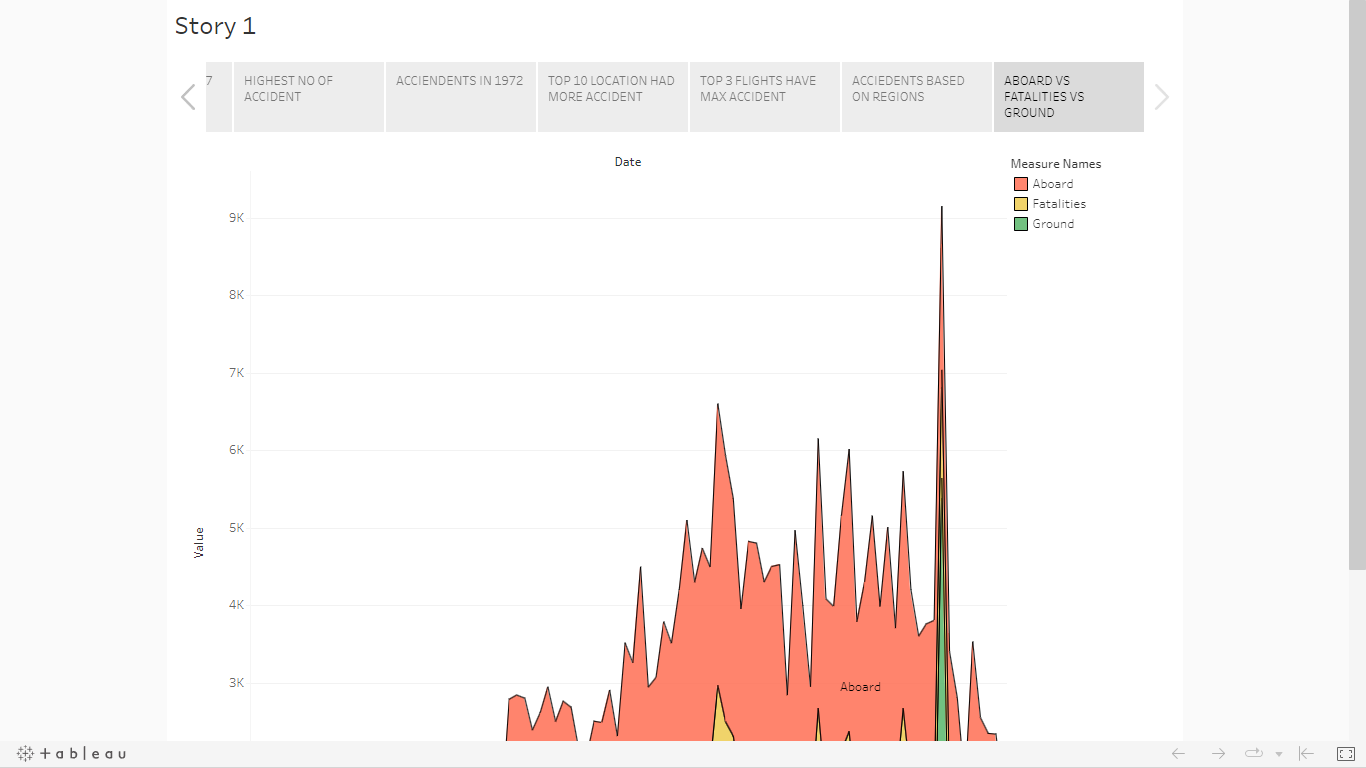 Story 1
7
HIGHEST NO OF
ACCIDENT
ACCIENDENTS IN 1972
TOP 10 LOCATION HAD
MORE ACCIDENT
TOP 3 FLIGHTS HAVE
MAX ACCIDENT
ACCIEDENTS BASED
ON REGIONS
ABOARD VS
FATALITIES VS
GROUND
Date
Measure Names
Aboard
Fatalities
Ground
9K
8K
7K
6K
5K
4K
3K
Value
Aboard
+ableau